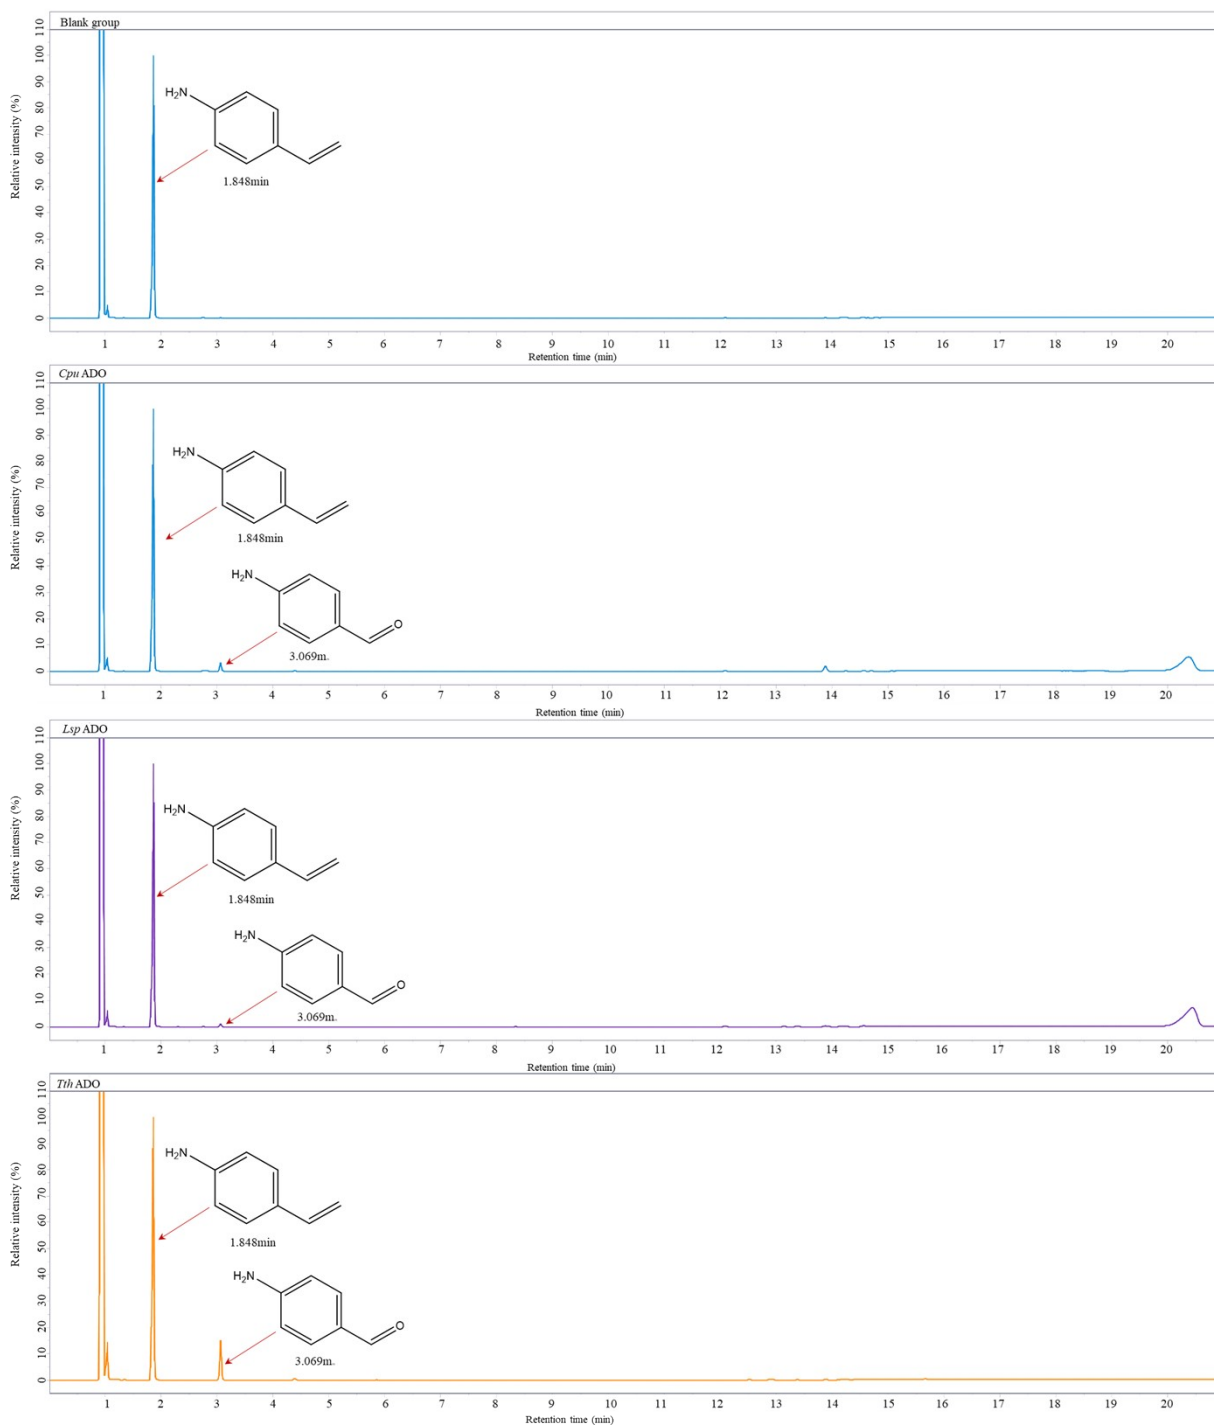 Blank group
Relative intensity (%)
110
100
90
80
70
60
50
40
30
20
10
0
H₂N
1.848min
1 2 3 4 5 6 7 8 9 10 11 12 13 14 15 16 17 18 19 20
Retention time (min)
Cpu ADO
Relative intensity (%)
110
100
90
80
70
60
50
40
30
20
10
0
H₂N
1.848min
H₂N
O
3.069m.
1 2 3 4 5 6 7 8 9 10 11 12 13 14 15 16 17 18 19 20
Retention time (min)
Lsp ADO
Relative intensity (%)
110
100
90
80
70
60
50
40
30
20
10
0
H₂N
1.848min
H₂N
O
3.069m.
1 2 3 4 5 6 7 8 9 10 11 12 13 14 15 16 17 18 19 20
Retention time (min)
Tth ADO
Relative intensity (%)
110
100
90
80
70
60
50
40
30
20
10
0
H₂N
1.848min
H₂N
O
3.069m.
1 2 3 4 5 6 7 8 9 10 11 12 13 14 15 16 17 18 19 20
Retention time (min)